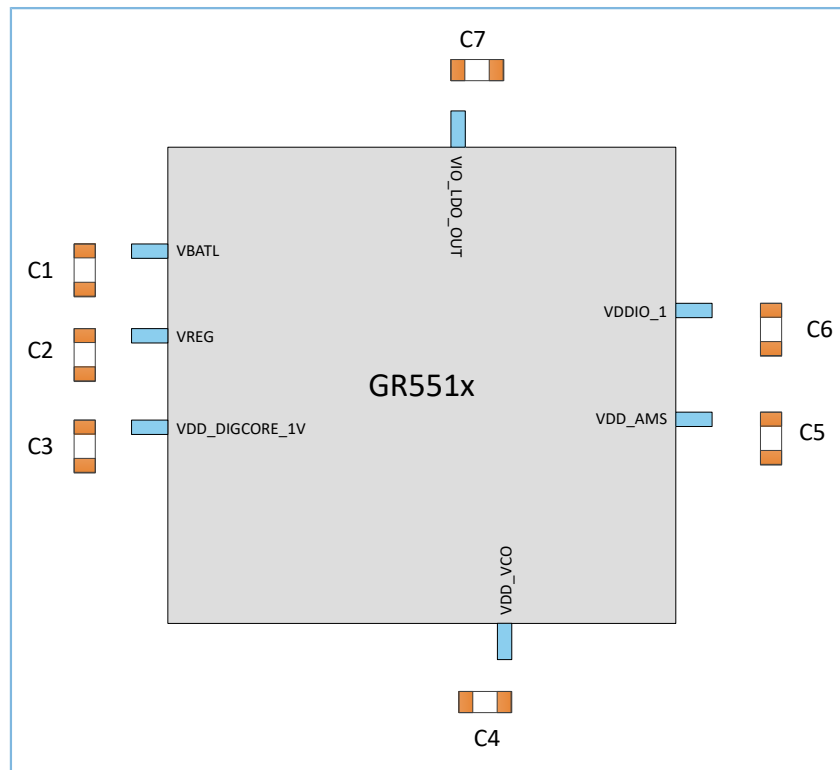 C7
VIO_LDO_OUT
C1
VBATL
VDDIO_1
C6
C2
VREG
GR551x
C3
VDD_DIGCORE_1V
VDD_AMS
C5
VDD_VCO
C4